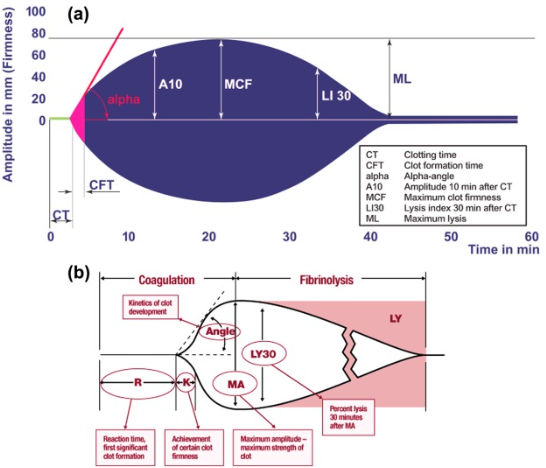 (a)
Amplitude in mm (Firmness)
100
80
60
40
20
0
alpha
A10
MCF
LI 30
ML
CFT
CT
CT Clotting time
CFT Clot formation time
alpha Alpha-angle
A10 Amplitude 10 min after CT
MCF Maximum clot firmness
LI30 Lysis index 30 min after CT
ML Maximum lysis
0 10 20 30 40 50 60
Time in min
(b)
Coagulation Fibrinolysis
Kinetics of clot
development
Angle
LY
LY30
R K MA
Percent lysis
30 minutes
after MA
Reaction time,
first significant
clot formation
Achievement
of certain clot
firmness
Maximum amplitude –
maximum strength of
clot